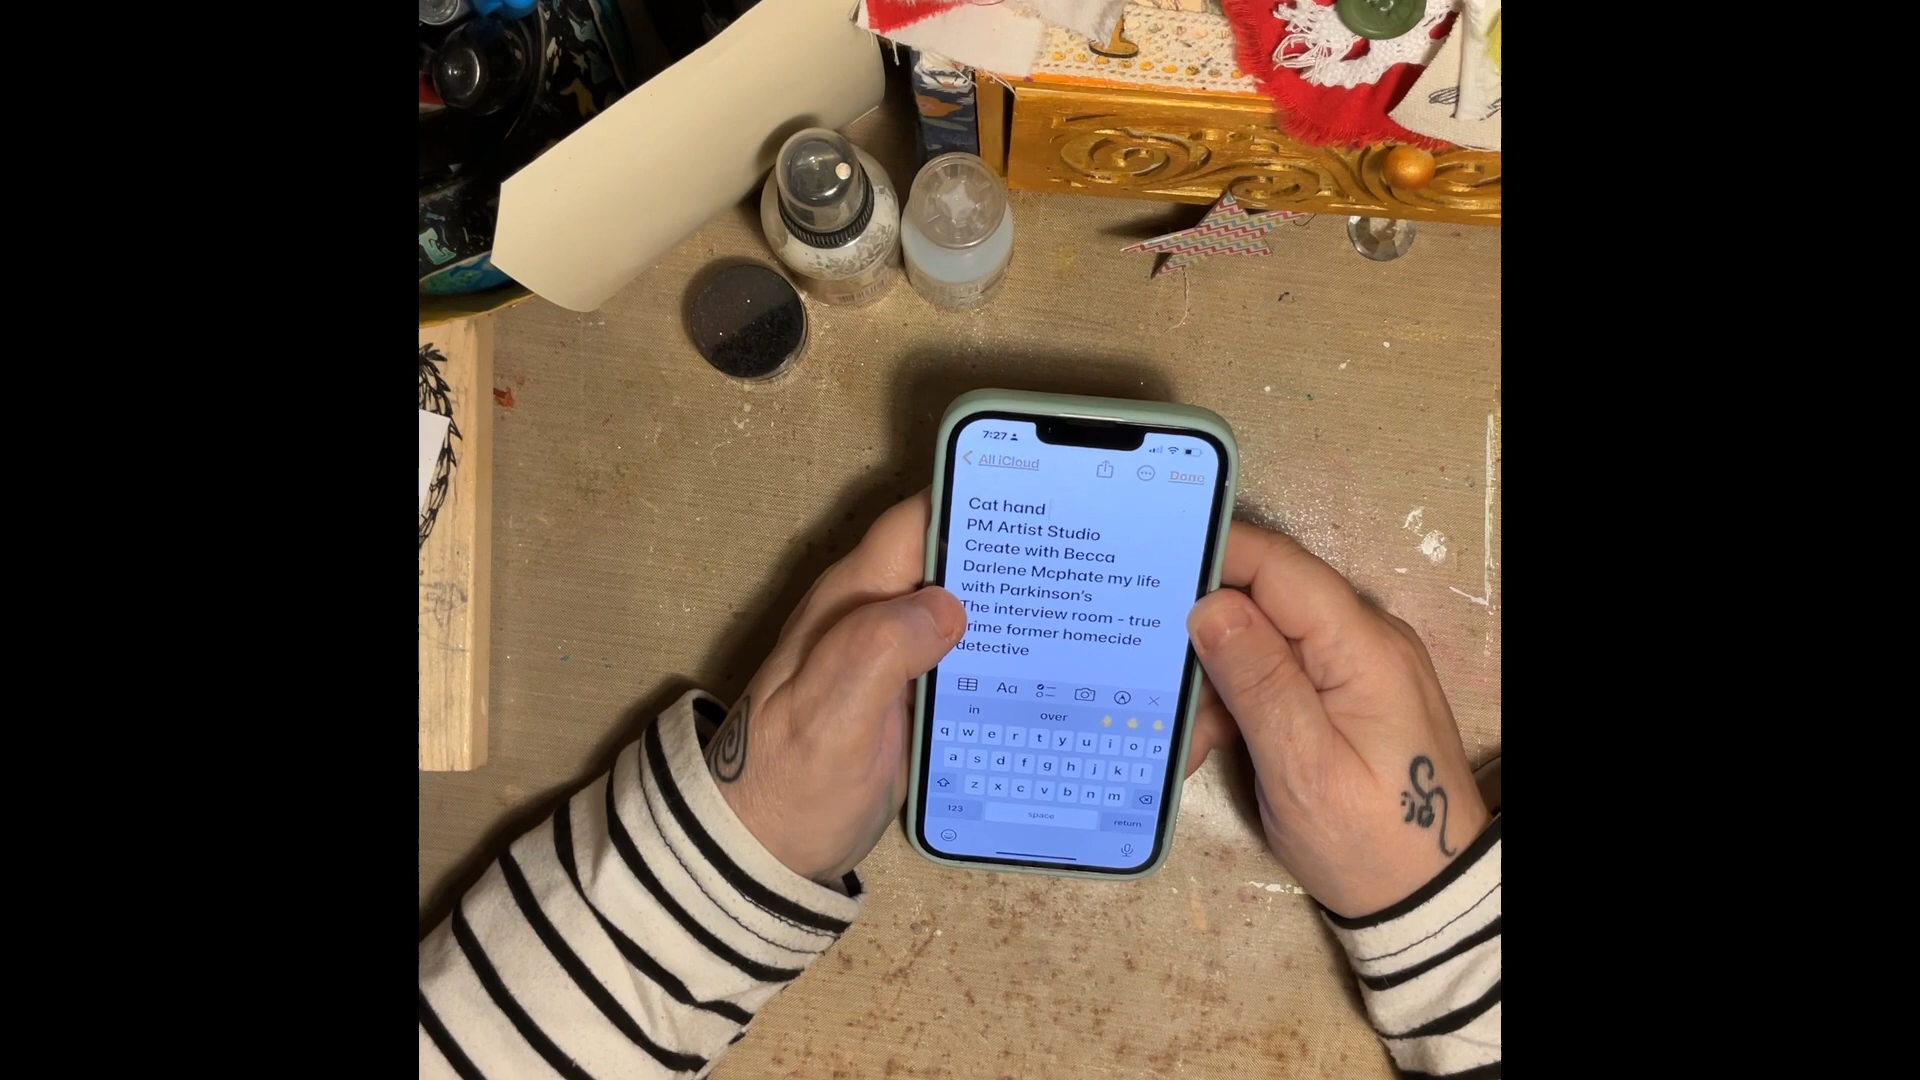 7:27
All iCloud
Done
Cat hand
PM Artist Studio
Create with Becca
Darlene Mcphate my life
with Parkinson's
The interview room - true
rime former homecide
detective
Aa
in over
q w e r t y u i o p
a s d f g h j k l
z x c v b n m
123 space return